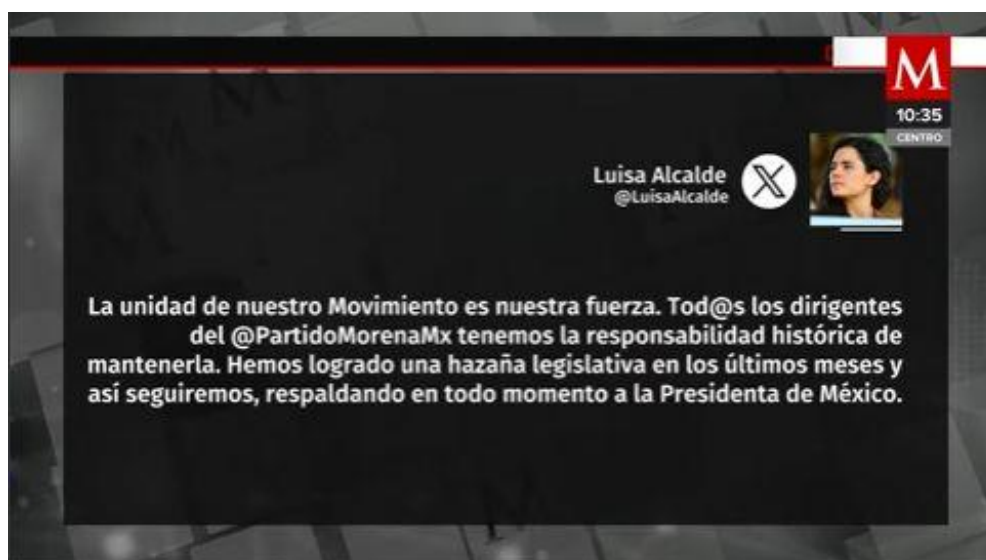 M
10:35
CENTRO
Luisa Alcalde
@LuisaAlcalde
La unidad de nuestro Movimiento es nuestra fuerza. Tod@s los dirigentes
del @PartidoMorenaMx tenemos la responsabilidad histórica de
mantenerla. Hemos logrado una hazaña legislativa en los últimos meses y
así seguiremos, respaldando en todo momento a la Presidenta de México.